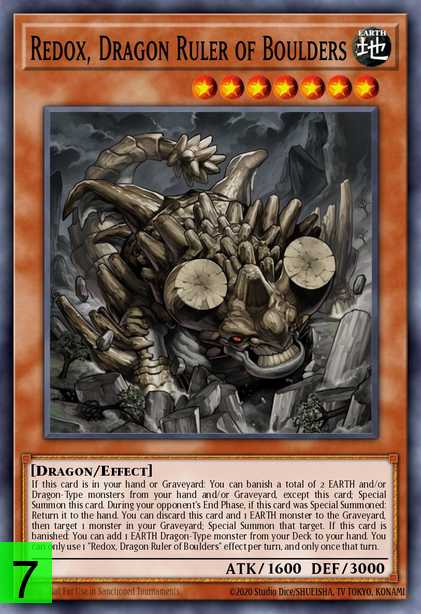 Redox, Dragon Ruler of Boulders
EARTH
地
[Dragon/Effect]
If this card is in your hand or Graveyard: You can banish a total of 2 EARTH and/or
Dragon-Type monsters from your hand and/or Graveyard, except this card; Special
Summon this card. During your opponent's End Phase, if this card was Special Summoned:
Return it to the hand. You can discard this card and 1 EARTH monster to the Graveyard,
then target 1 monster in your Graveyard; Special Summon that target. If this card is
banished: You can add 1 EARTH Dragon-Type monster from your Deck to your hand. You
can only use 1 "Redox, Dragon Ruler of Boulders" effect per turn, and only once that turn.
ATK/1600 DEF/3000
For Use in Sanctioned Tournaments
©2020 Studio Dice/SHUEISHA, TV TOKYO, KONAMI
7